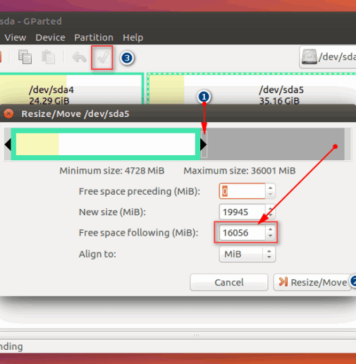 sda - GParted
View Device Partition Help
3
/dev/sda
/dev/sda4
24.29 GiB
/dev/sda5
35.16 GiB
1
Resize/Move /dev/sda5
Minimum size: 4728 MiB Maximum size: 36001 MiB
Free space preceding (MiB): 0
New size (MiB): 19945
Free space following (MiB): 16056
Align to: MiB
Cancel Resize/Move 2
nding